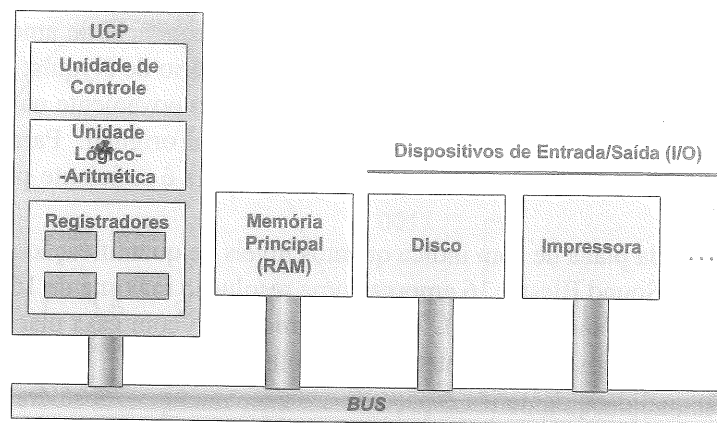 UCP
Unidade de
Controle
Unidade
Lógico-
-Aritmética
Registradores
Dispositivos de Entrada/Saída (I/O)
Memória
Principal
(RAM)
Disco
Impressora
...
BUS